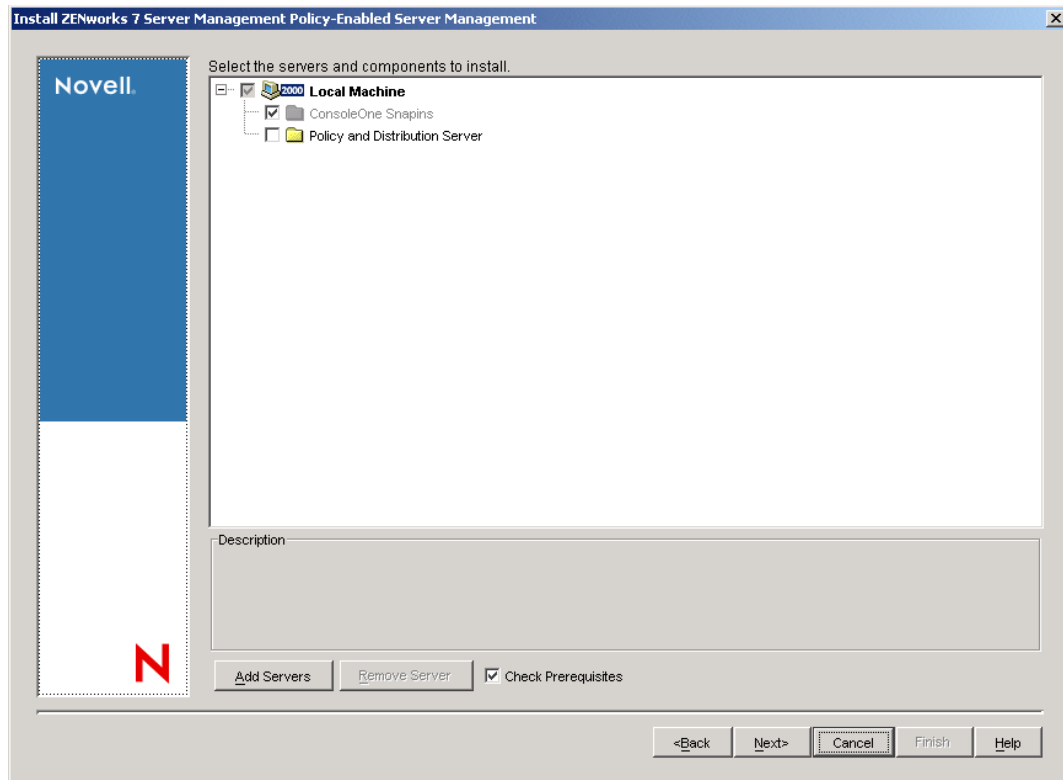 Install ZENworks 7 Server Management Policy-Enabled Server Management
Novell.
Select the servers and components to install.
2000 Local Machine
ConsoleOne Snapins
Policy and Distribution Server
Description
N
Add Servers
Remove Server
Check Prerequisites
<Back
Next>
Cancel
Finish
Help